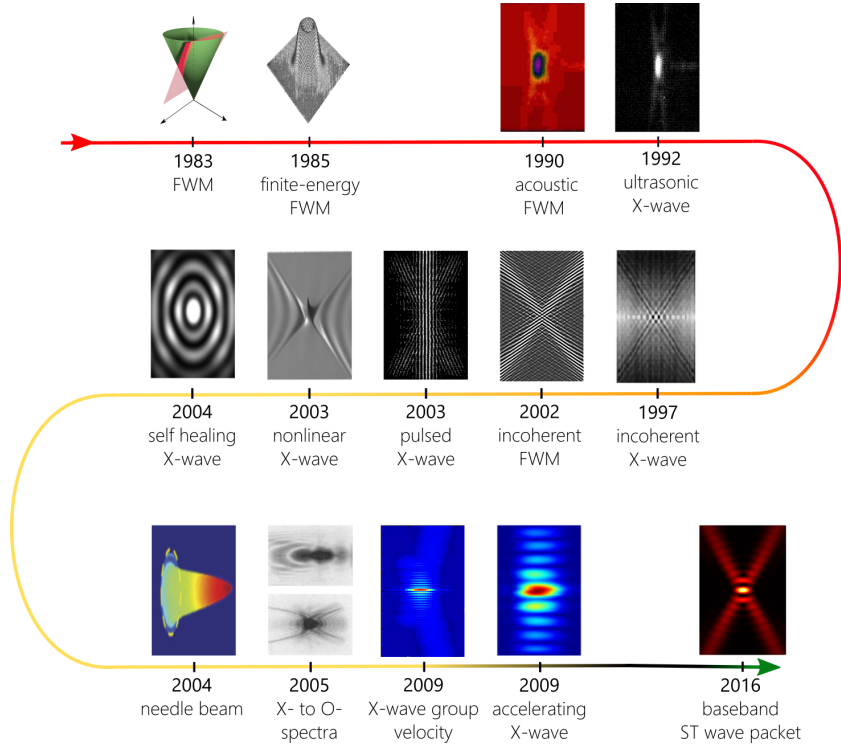 1983
FWM
1985
finite-energy
FWM
1990
acoustic
FWM
1992
ultrasonic
X-wave
2004
self healing
X-wave
2003
nonlinear
X-wave
2003
pulsed
X-wave
2002
incoherent
FWM
1997
incoherent
X-wave
2004
needle beam
2005
X- to O-
spectra
2009
X-wave group
velocity
2009
accelerating
X-wave
2016
baseband
ST wave packet